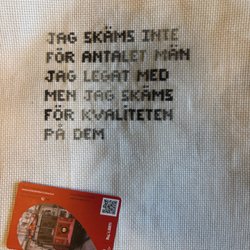 JAG SKÄMS INTE
FÖR ANTALET MÄN
JAG LEGAT MED
MEN JAG SKÄMS
FÖR KVALITETEN
PÅ DEM